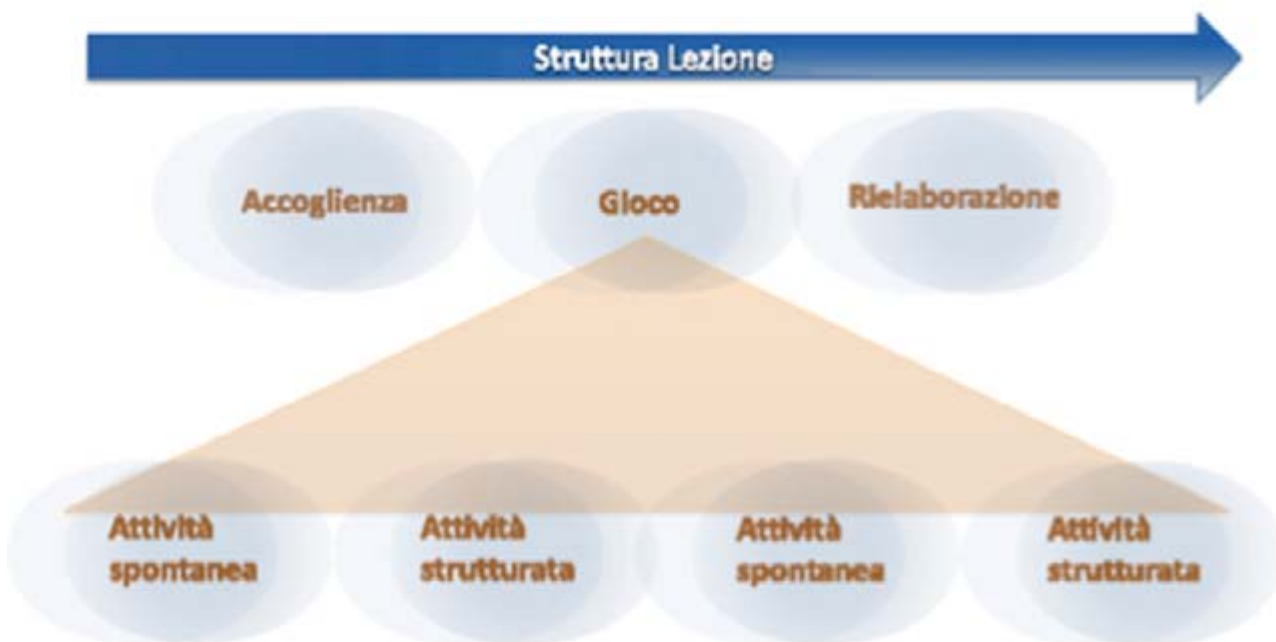 Struttura Lezione
Accoglienza
Gioco
Rielaborazione
Attività
spontanea
Attività
strutturata
Attività
spontanea
Attività
strutturata